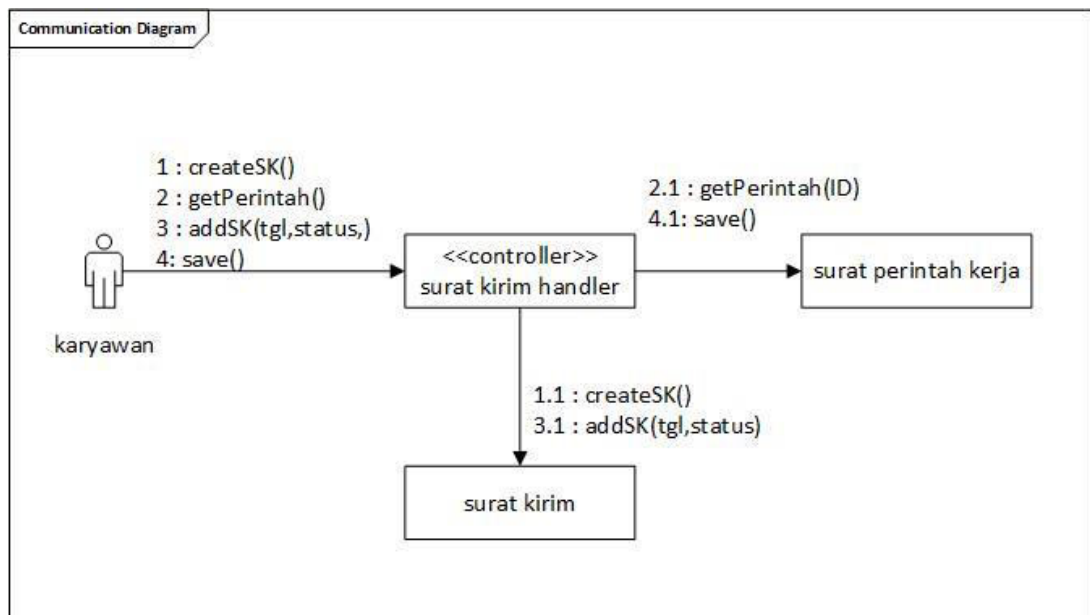 Communication Diagram
1 : createSK()
2 : getPerintah()
3 : addSK(tgl,status,)
4: save()
karyawan
<<controller>>
surat kirim handler
2.1 : getPerintah(ID)
4.1: save()
surat perintah kerja
1.1 : createSK()
3.1 : addSK(tgl,status)
surat kirim